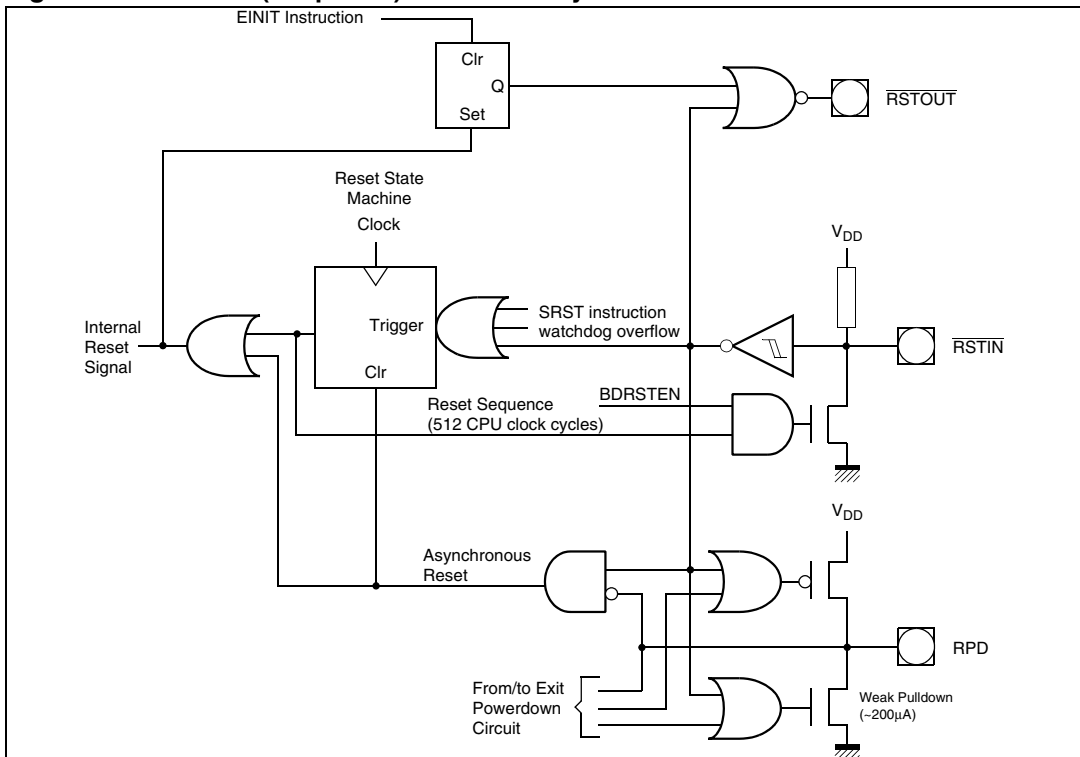 EINIT Instruction
Clr
Q
Set
RSTOUT
Reset State
Machine
Clock
VDD
Trigger
SRST instruction
watchdog overflow
Internal
Reset
Signal
RSTIN
Clr
BDRSTEN
Reset Sequence
(512 CPU clock cycles)
VDD
Asynchronous
Reset
RPD
From/to Exit
Powerdown
Circuit
Weak Pulldown
(~200µA)